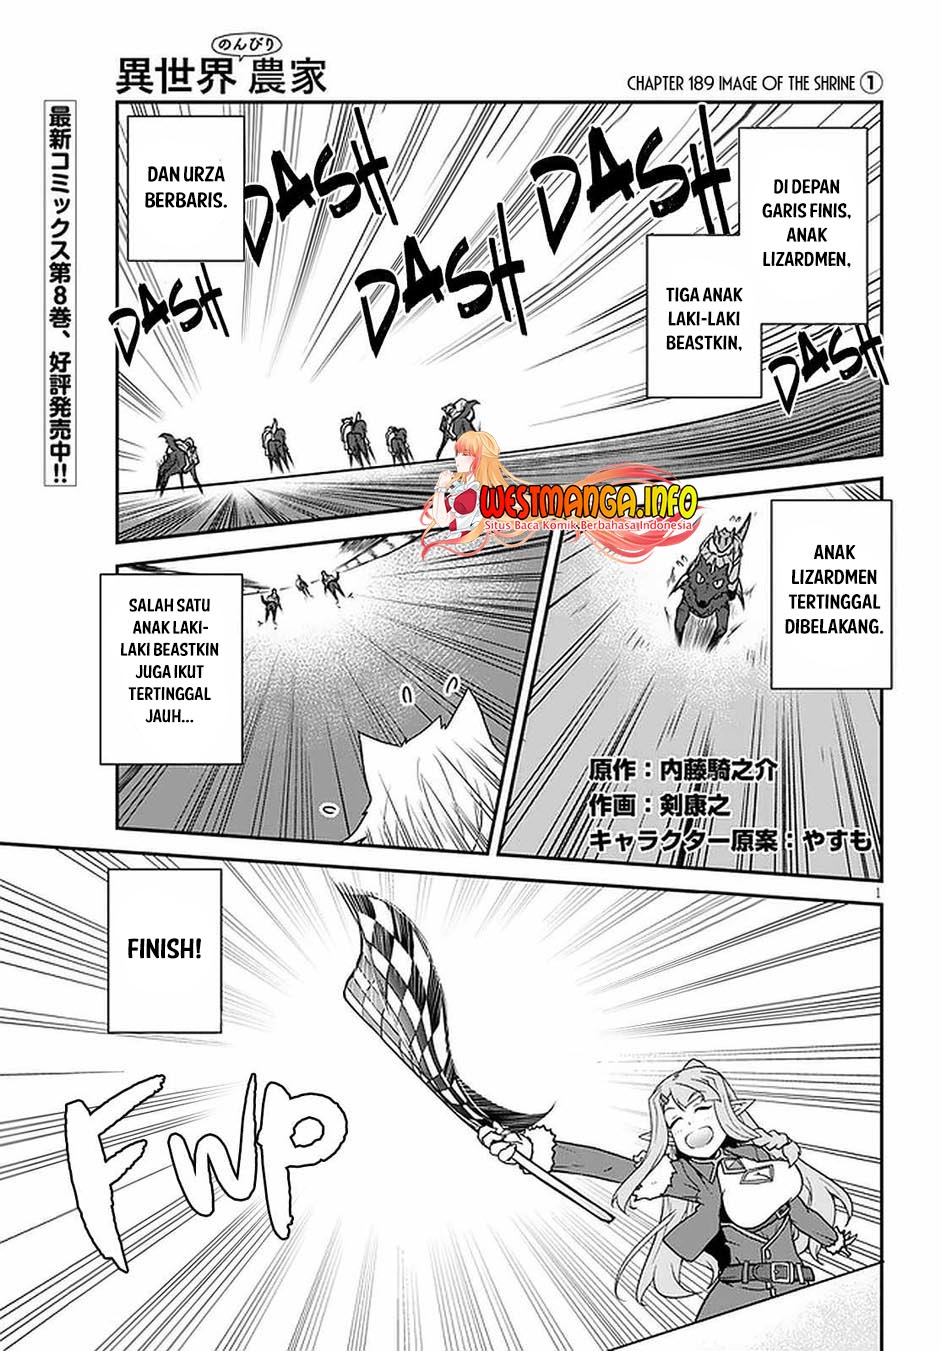 のんびり
異世界 農家
CHAPTER 189 IMAGE OF THE SHRINE ①
最新コミックス第8巻、好評発売中!!
DI DEPAN
GARIS FINIS,
ANAK
LIZARDMEN,
TIGA ANAK
LAKI-LAKI
BEASTKIN,
DAN URZA
BERBARIS.
DASH
DASH
DASH
DASH
DASH
DASH
WESTMANGA.INFO
Situs Baca Komik Berbahasa Indonesia
ANAK
LIZARDMEN
TERTINGGAL
DIBELAKANG.
SALAH SATU
ANAK LAKI-
LAKI BEASTKIN
JUGA IKUT
TERTINGGAL
JAUH...
原作：内藤騎之介
作画：剣康之
キャラクター原案：やすも
1
FINISH!
FWP